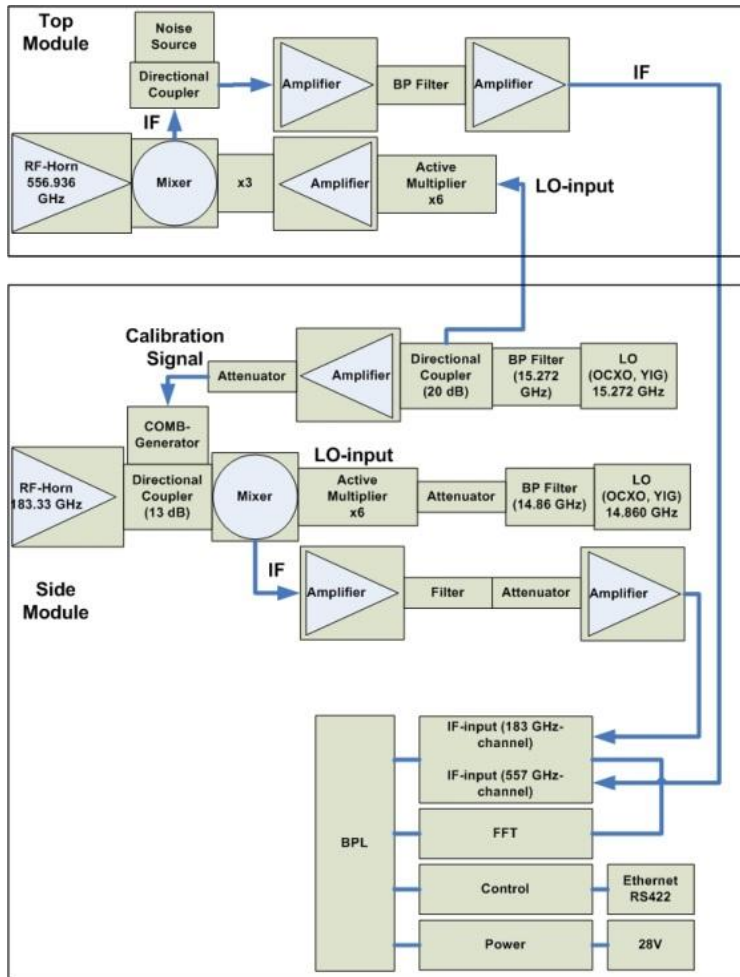 Top
Module
Noise
Source
Directional
Coupler
IF
Amplifier
BP Filter
Amplifier
IF
RF-Horn
556.936
GHz
Mixer
x3
Amplifier
Active
Multiplier
x6
LO-input
Calibration
Signal
Attenuator
Amplifier
Directional
Coupler
(20 dB)
BP Filter
(15.272
GHz)
LO
(OCXO, YIG)
15.272 GHz
COMB-
Generator
RF-Horn
183.33 GHz
Directional
Coupler
(13 dB)
Mixer
LO-input
Active
Multiplier
x6
Attenuator
BP Filter
(14.86 GHz)
LO
(OCXO, YIG)
14.860 GHz
IF
Side
Module
Amplifier
Filter
Attenuator
Amplifier
BPL
IF-input (183 GHz-
channel)
IF-input (557 GHz-
channel)
FFT
Control
Ethernet
RS422
Power
28V